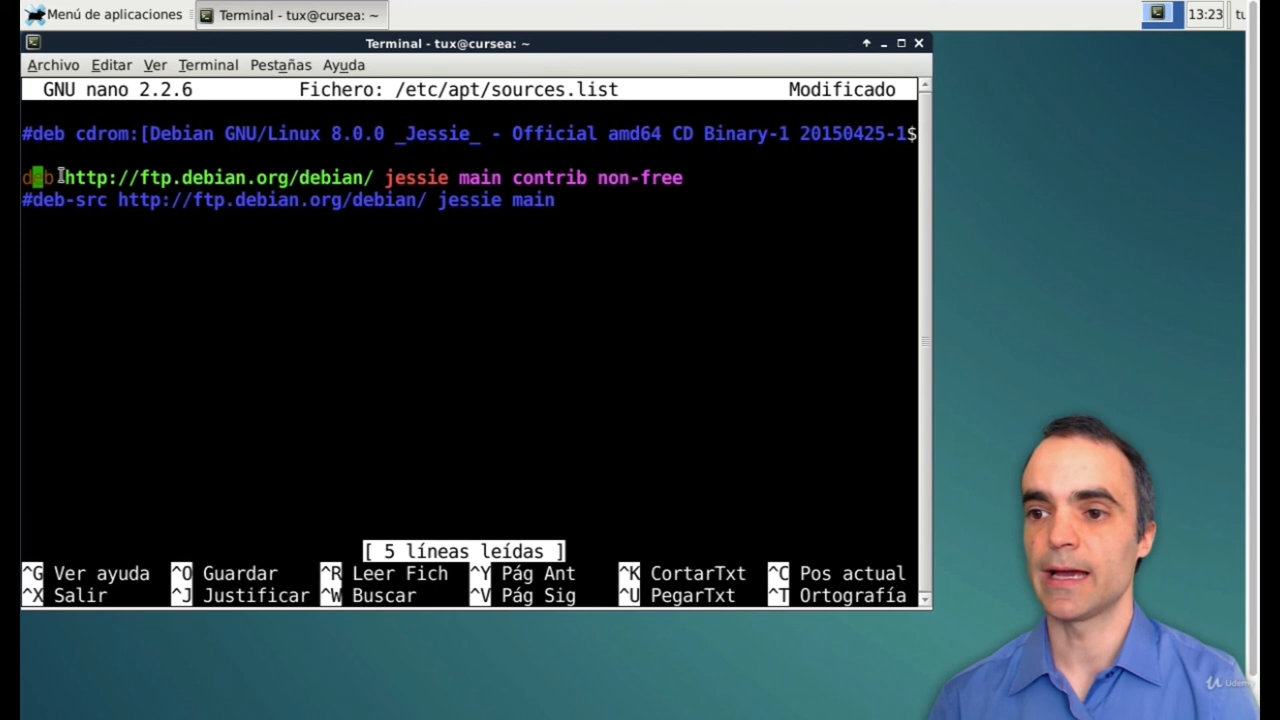 Menú de aplicaciones
Terminal - tux@cursea: ~
13:23
tu
Terminal - tux@cursea: ~
Archivo Editar Ver Terminal Pestañas Ayuda
GNU nano 2.2.6 Fichero: /etc/apt/sources.list Modificado
#deb cdrom:[Debian GNU/Linux 8.0.0 _Jessie_ - Official amd64 CD Binary-1 20150425-1$
deb http://ftp.debian.org/debian/ jessie main contrib non-free
#deb-src http://ftp.debian.org/debian/ jessie main
[ 5 líneas leídas ]
^G Ver ayuda ^O Guardar ^R Leer Fich ^Y Pág Ant ^K CortarTxt ^C Pos actual
^X Salir ^J Justificar ^W Buscar ^V Pág Sig ^U PegarTxt ^T Ortografía
Udemy